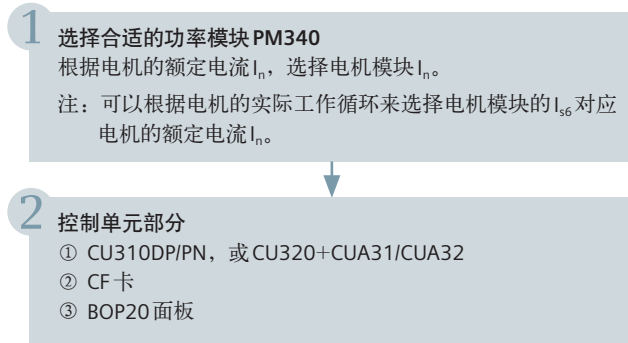 1
选择合适的功率模块PM340
根据电机的额定电流Iₙ，选择电机模块Iₙ。
注：可以根据电机的实际工作循环来选择电机模块的Iₛ₆对应
电机的额定电流Iₙ。
2
控制单元部分
① CU310DP/PN，或CU320+CUA31/CUA32
② CF卡
③ BOP20面板